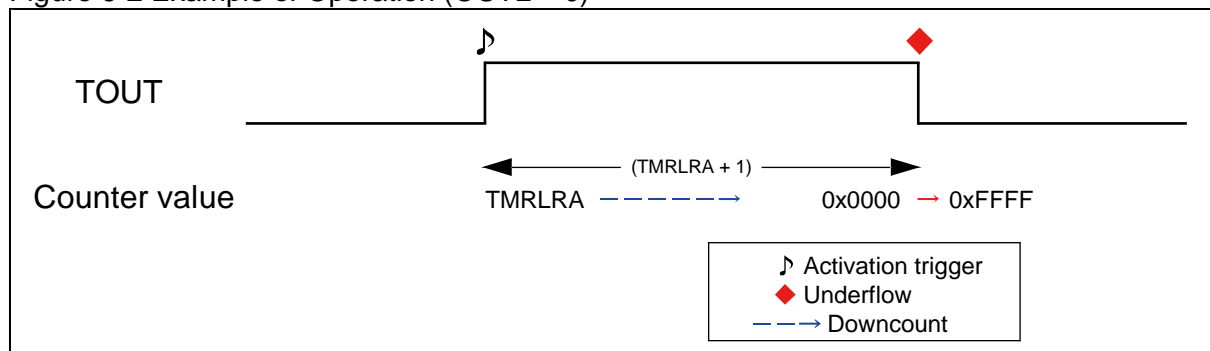 TOUT
(TMRLRA + 1)
Counter value TMRLRA 0x0000 → 0xFFFF
Activation trigger
Underflow
Downcount